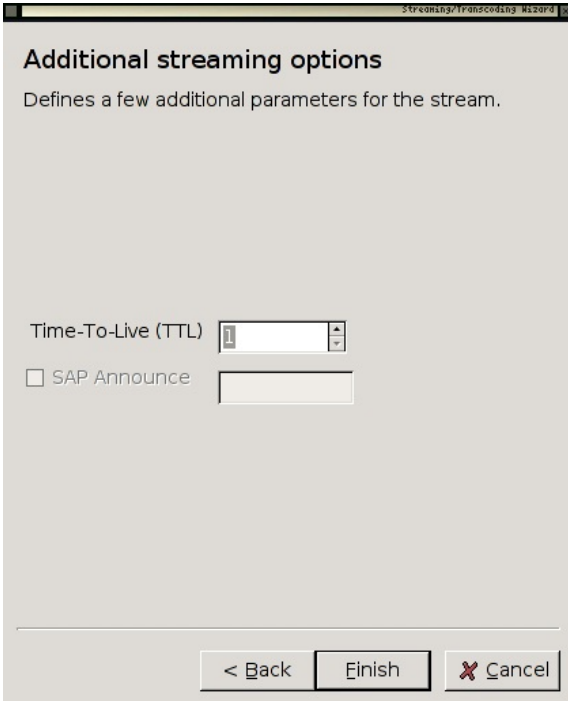 Streaming/Transcoding Wizard
Additional streaming options
Defines a few additional parameters for the stream.
Time-To-Live (TTL) 1
SAP Announce
< Back Finish Cancel